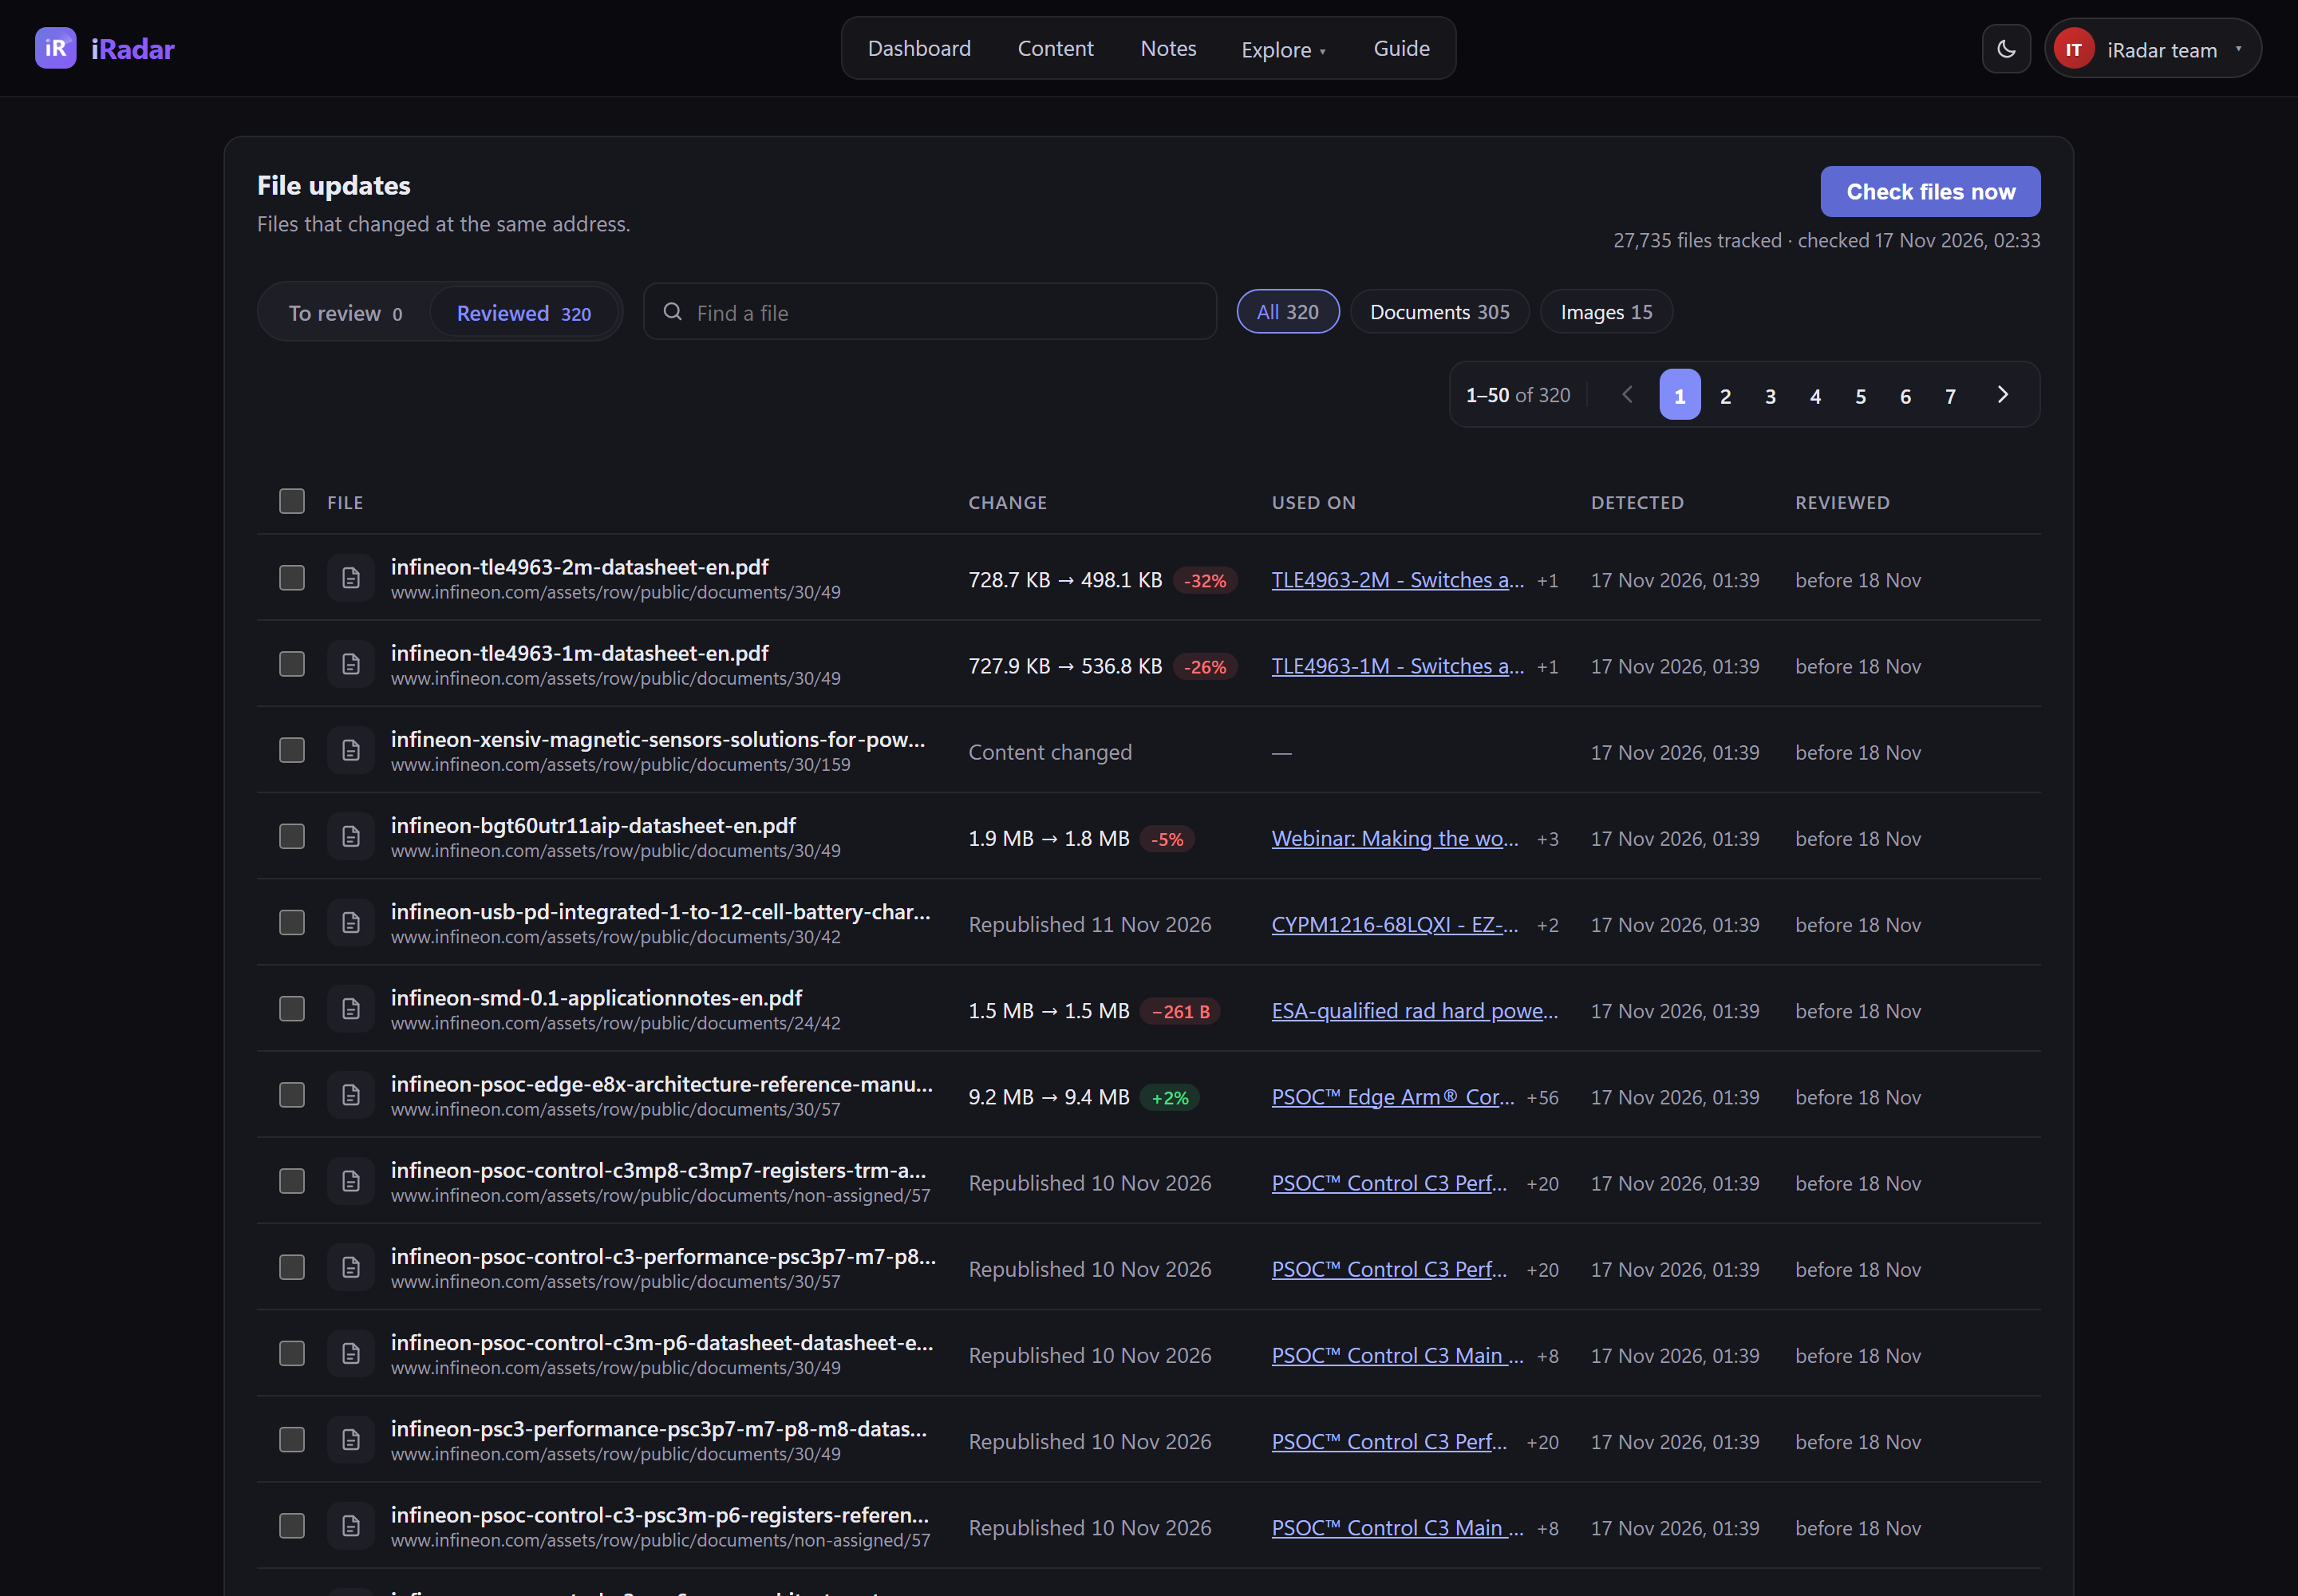 iR iRadar
Dashboard Content Notes Explore Guide
IT iRadar team
File updates
Files that changed at the same address.
Check files now
27,735 files tracked · checked 17 Nov 2026, 02:33
To review 0 Reviewed 320
Find a file
All 320 Documents 305 Images 15
1–50 of 320 1 2 3 4 5 6 7
FILE CHANGE USED ON DETECTED REVIEWED
infineon-tle4963-2m-datasheet-en.pdf
www.infineon.com/assets/row/public/documents/30/49
728.7 KB → 498.1 KB -32% TLE4963-2M - Switches a... +1 17 Nov 2026, 01:39 before 18 Nov
infineon-tle4963-1m-datasheet-en.pdf
www.infineon.com/assets/row/public/documents/30/49
727.9 KB → 536.8 KB -26% TLE4963-1M - Switches a... +1 17 Nov 2026, 01:39 before 18 Nov
infineon-xensiv-magnetic-sensors-solutions-for-pow...
www.infineon.com/assets/row/public/documents/30/159
Content changed — 17 Nov 2026, 01:39 before 18 Nov
infineon-bgt60utr11aip-datasheet-en.pdf
www.infineon.com/assets/row/public/documents/30/49
1.9 MB → 1.8 MB -5% Webinar: Making the wo... +3 17 Nov 2026, 01:39 before 18 Nov
infineon-usb-pd-integrated-1-to-12-cell-battery-char...
www.infineon.com/assets/row/public/documents/30/42
Republished 11 Nov 2026 CYPM1216-68LQXI - EZ-... +2 17 Nov 2026, 01:39 before 18 Nov
infineon-smd-0.1-applicationnotes-en.pdf
www.infineon.com/assets/row/public/documents/24/42
1.5 MB → 1.5 MB −261 B ESA-qualified rad hard powe... 17 Nov 2026, 01:39 before 18 Nov
infineon-psoc-edge-e8x-architecture-reference-manu...
www.infineon.com/assets/row/public/documents/30/57
9.2 MB → 9.4 MB +2% PSOC™ Edge Arm® Cor... +56 17 Nov 2026, 01:39 before 18 Nov
infineon-psoc-control-c3mp8-c3mp7-registers-trm-a...
www.infineon.com/assets/row/public/documents/non-assigned/57
Republished 10 Nov 2026 PSOC™ Control C3 Perf... +20 17 Nov 2026, 01:39 before 18 Nov
infineon-psoc-control-c3-performance-psc3p7-m7-p8...
www.infineon.com/assets/row/public/documents/30/57
Republished 10 Nov 2026 PSOC™ Control C3 Perf... +20 17 Nov 2026, 01:39 before 18 Nov
infineon-psoc-control-c3m-p6-datasheet-datasheet-e...
www.infineon.com/assets/row/public/documents/30/49
Republished 10 Nov 2026 PSOC™ Control C3 Main ... +8 17 Nov 2026, 01:39 before 18 Nov
infineon-psc3-performance-psc3p7-m7-p8-m8-datas...
www.infineon.com/assets/row/public/documents/30/49
Republished 10 Nov 2026 PSOC™ Control C3 Perf... +20 17 Nov 2026, 01:39 before 18 Nov
infineon-psoc-control-c3-psc3m-p6-registers-referen...
www.infineon.com/assets/row/public/documents/non-assigned/57
Republished 10 Nov 2026 PSOC™ Control C3 Main ... +8 17 Nov 2026, 01:39 before 18 Nov